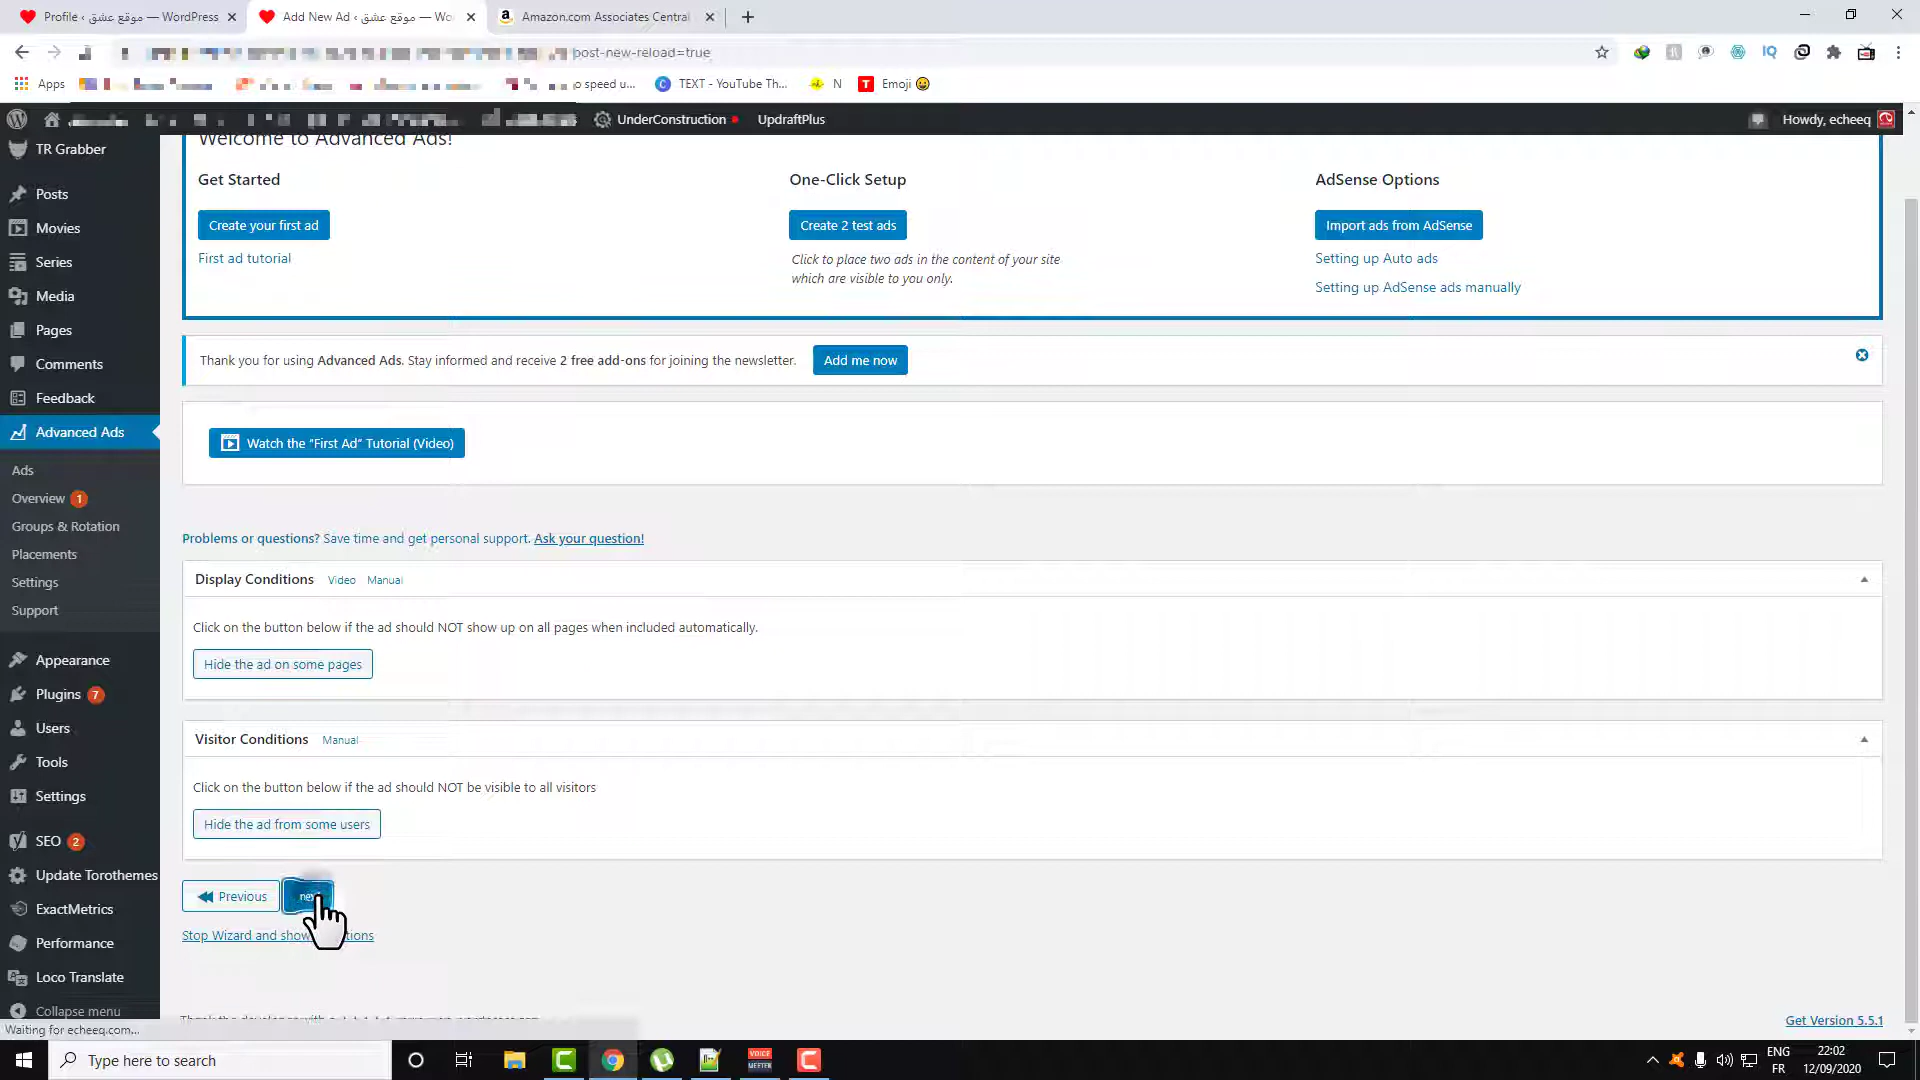 Profile ‹ موقع عشق — WordPress
Add New Ad ‹ موقع عشق — Wo
Amazon.com Associates Central
post-new-reload=true
Apps
o speed u...
TEXT - YouTube Th...
N
Emoji 😀
UnderConstruction
UpdraftPlus
Howdy, echeeq
TR Grabber
Posts
Movies
Series
Media
Pages
Comments
Feedback
Advanced Ads
Ads
Overview 1
Groups & Rotation
Placements
Settings
Support
Appearance
Plugins 7
Users
Tools
Settings
SEO 2
Update Torothemes
ExactMetrics
Performance
Loco Translate
Collapse menu
Waiting for echeeq.com...
Welcome to Advanced Ads!
Get Started
Create your first ad
First ad tutorial
One-Click Setup
Create 2 test ads
Click to place two ads in the content of your site
which are visible to you only.
AdSense Options
Import ads from AdSense
Setting up Auto ads
Setting up AdSense ads manually
Thank you for using Advanced Ads. Stay informed and receive 2 free add-ons for joining the newsletter.
Add me now
Watch the "First Ad" Tutorial (Video)
Problems or questions? Save time and get personal support. Ask your question!
Display Conditions Video Manual
Click on the button below if the ad should NOT show up on all pages when included automatically.
Hide the ad on some pages
Visitor Conditions Manual
Click on the button below if the ad should NOT be visible to all visitors
Hide the ad from some users
Previous
Stop Wizard and show
Get Version 5.5.1
Type here to search
VOICE
MEETER
ENG
FR
22:02
12/09/2020